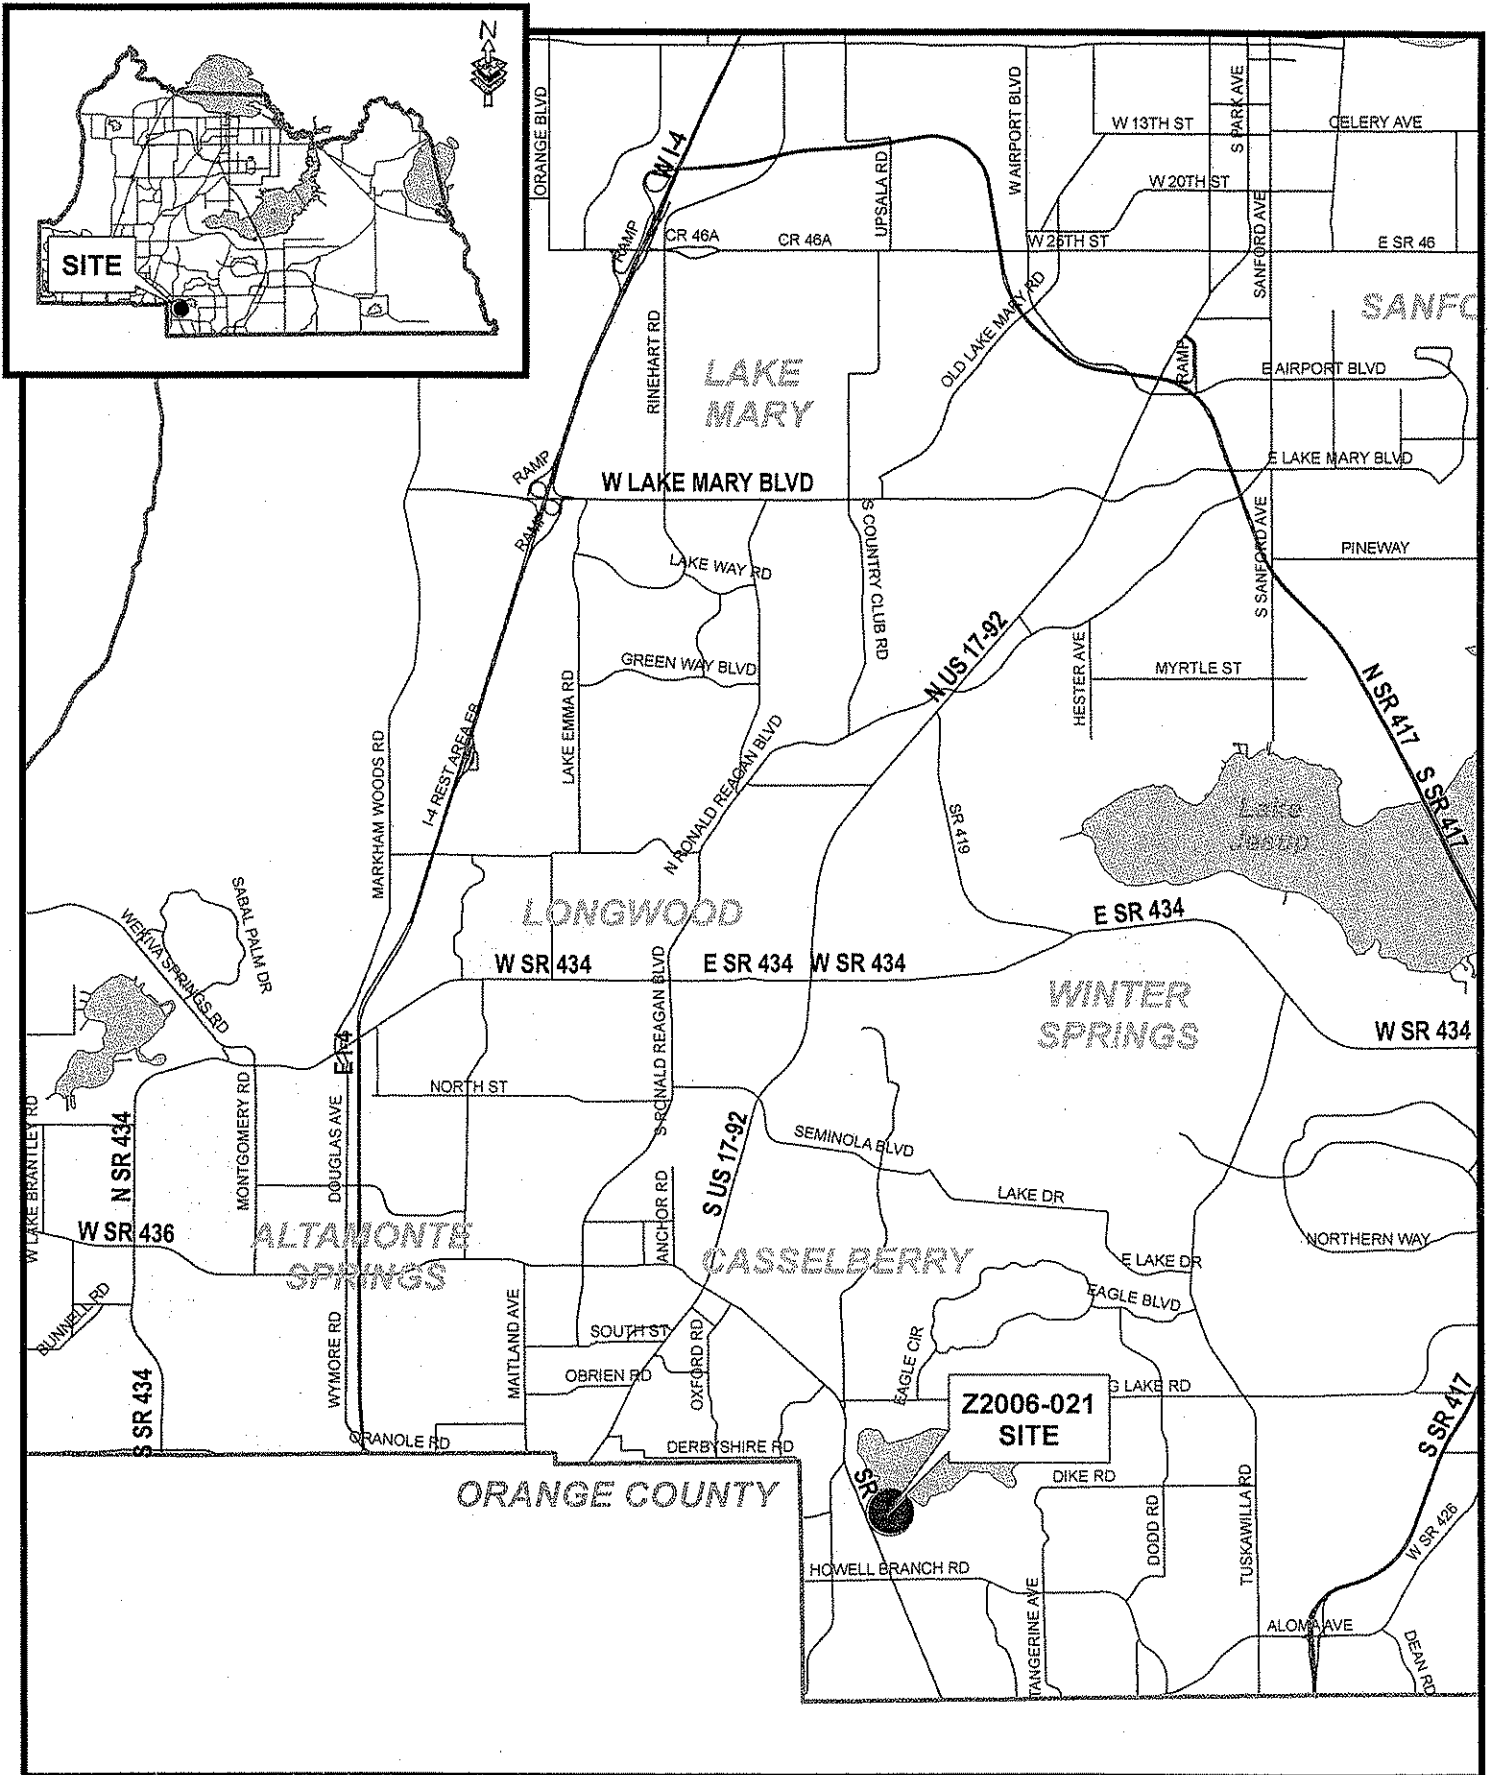 N
SITE
ORANGE BLVD
W I-4
RAMP
CR 46A
CR 46A
UPSALA RD
W AIRPORT BLVD
W 13TH ST
S PARK AVE
CELERY AVE
W 20TH ST
SANFORD AVE
W 25TH ST
E SR 46
RINEHART RD
LAKE
MARY
OLD LAKE MARY RD
RAMP
E AIRPORT BLVD
RAMP
W LAKE MARY BLVD
E LAKE MARY BLVD
RAMP
S COUNTRY CLUB RD
S SANFORD AVE
PINEWAY
LAKE WAY RD
GREEN WAY BLVD
N US 17-92
HESTER AVE
MYRTLE ST
N SR 417
MARKHAM WOODS RD
I-4 REST AREA EB
LAKE EMMA RD
N RONALD REAGAN BLVD
SR 419
Lake
Jessup
S SR 417
WEKIVA SPRINGS RD
SABAL PALM DR
LONGWOOD
E SR 434
W SR 434
E SR 434
W SR 434
WINTER
SPRINGS
W SR 434
E I-4
S RONALD REAGAN BLVD
NORTH ST
W LAKE BRANTLEY RD
N SR 434
MONTGOMERY RD
DOUGLAS AVE
S US 17-92
SEMINOLA BLVD
LAKE DR
W SR 436
ALTAMONTE
SPRINGS
ANCHOR RD
CASSELBERRY
NORTHERN WAY
E LAKE DR
EAGLE BLVD
BUNNELL RD
WYMORE RD
MAITLAND AVE
SOUTH ST
OXFORD RD
OBRIEN RD
EAGLE CIR
G LAKE RD
S SR 434
Z2006-021
SITE
S SR 417
ORANOLE RD
DERBYSHIRE RD
ORANGE COUNTY
SR
DIKE RD
DODD RD
TUSKAWILLA RD
W SR 426
HOWELL BRANCH RD
TANGERINE AVE
ALOMA AVE
DEAN RD